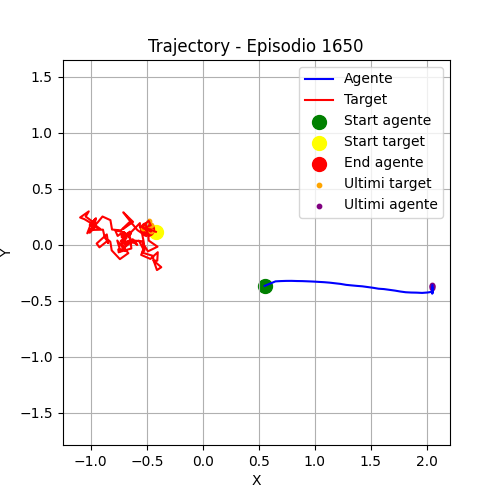 Trajectory - Episodio 1650
Agente
Target
Start agente
Start target
End agente
Ultimi target
Ultimi agente
1.5
1.0
0.5
0.0
−0.5
−1.0
−1.5
Y
−1.0
−0.5
0.0
0.5
1.0
1.5
2.0
X